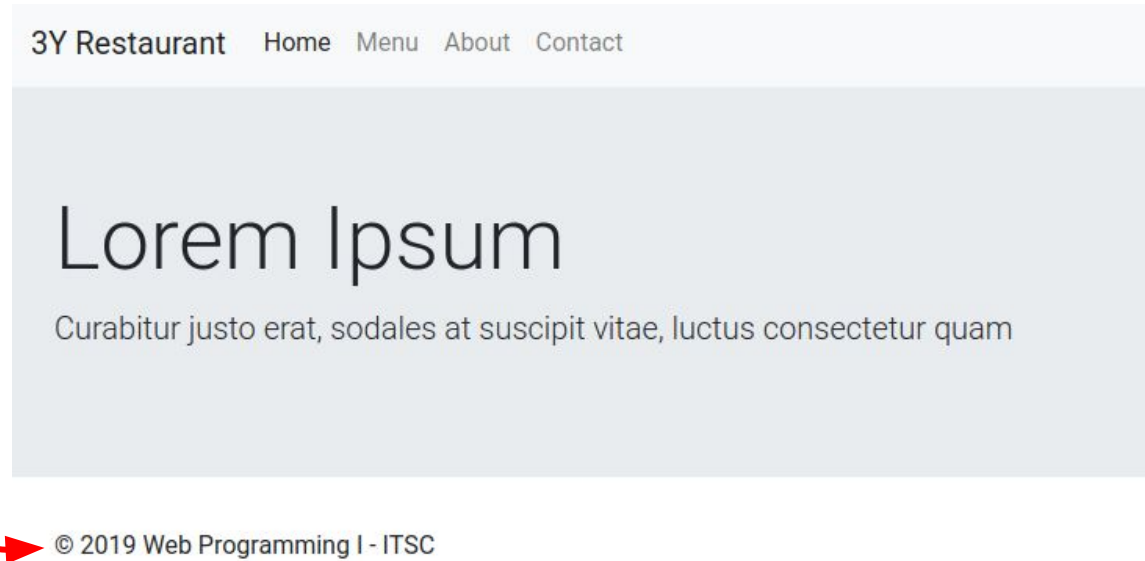 3Y Restaurant Home Menu About Contact
Lorem Ipsum
Curabitur justo erat, sodales at suscipit vitae, luctus consectetur quam
© 2019 Web Programming I - ITSC